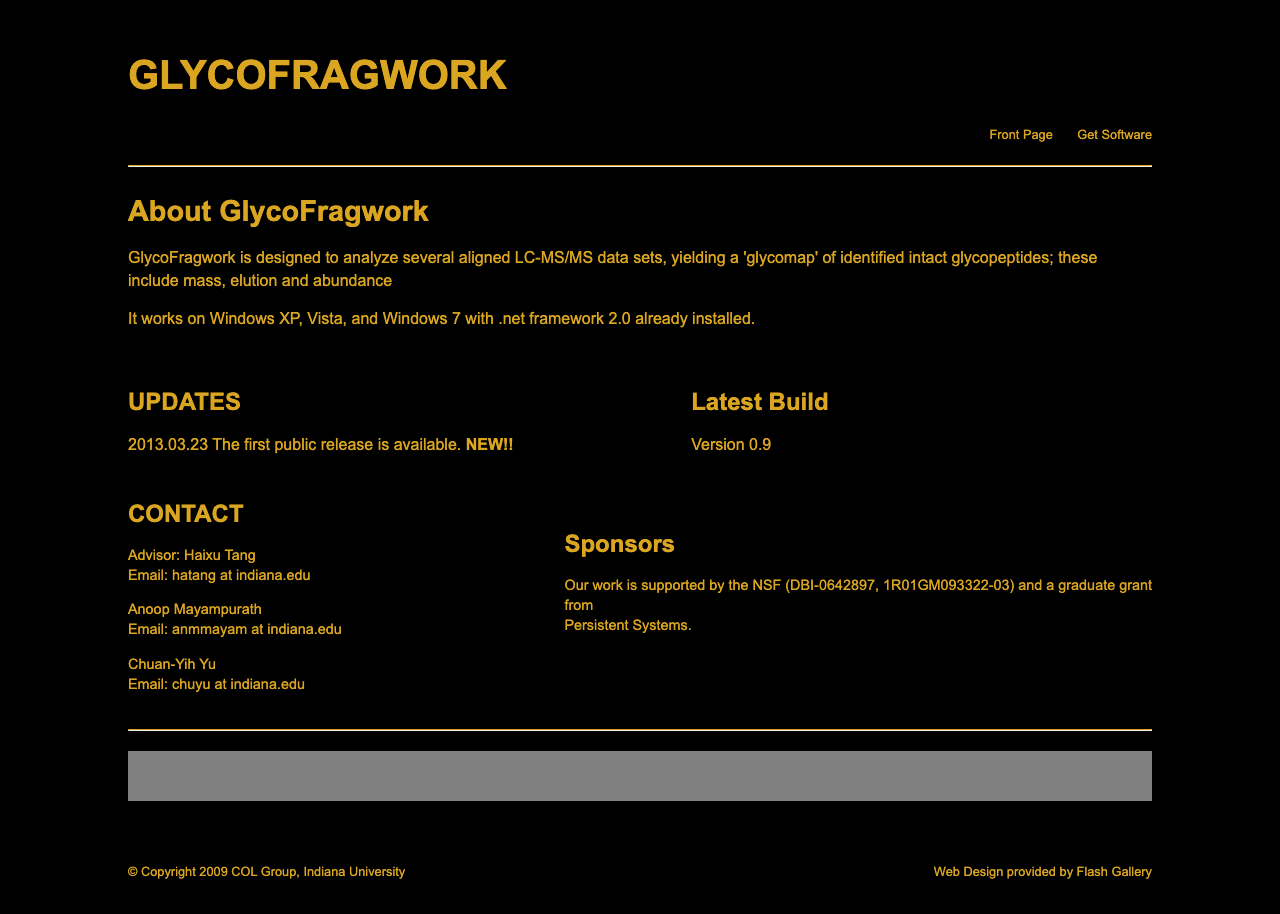 GLYCOFRAGWORK
Front Page
Get Software
About GlycoFragwork
GlycoFragwork is designed to analyze several aligned LC-MS/MS data sets, yielding a 'glycomap' of identified intact glycopeptides; these
include mass, elution and abundance
It works on Windows XP, Vista, and Windows 7 with .net framework 2.0 already installed.
UPDATES
2013.03.23 The first public release is available. NEW!!
Latest Build
Version 0.9
CONTACT
Advisor: Haixu Tang
Email: hatang at indiana.edu
Anoop Mayampurath
Email: anmmayam at indiana.edu
Chuan-Yih Yu
Email: chuyu at indiana.edu
Sponsors
Our work is supported by the NSF (DBI-0642897, 1R01GM093322-03) and a graduate grant
from
Persistent Systems.
© Copyright 2009 COL Group, Indiana University
Web Design provided by Flash Gallery